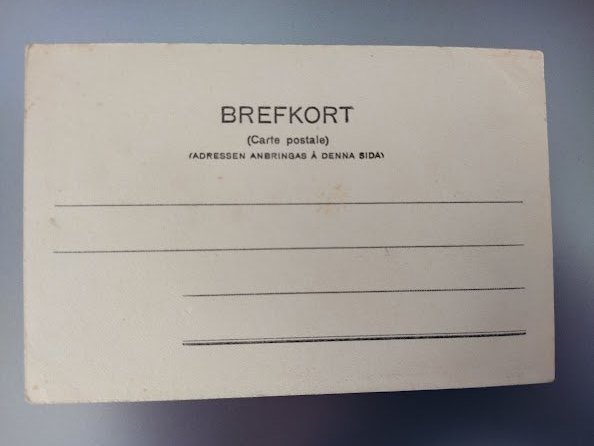 BREFKORT
(Carte postale)
(ADRESSEN ANBRINGAS Å DENNA SIDA)